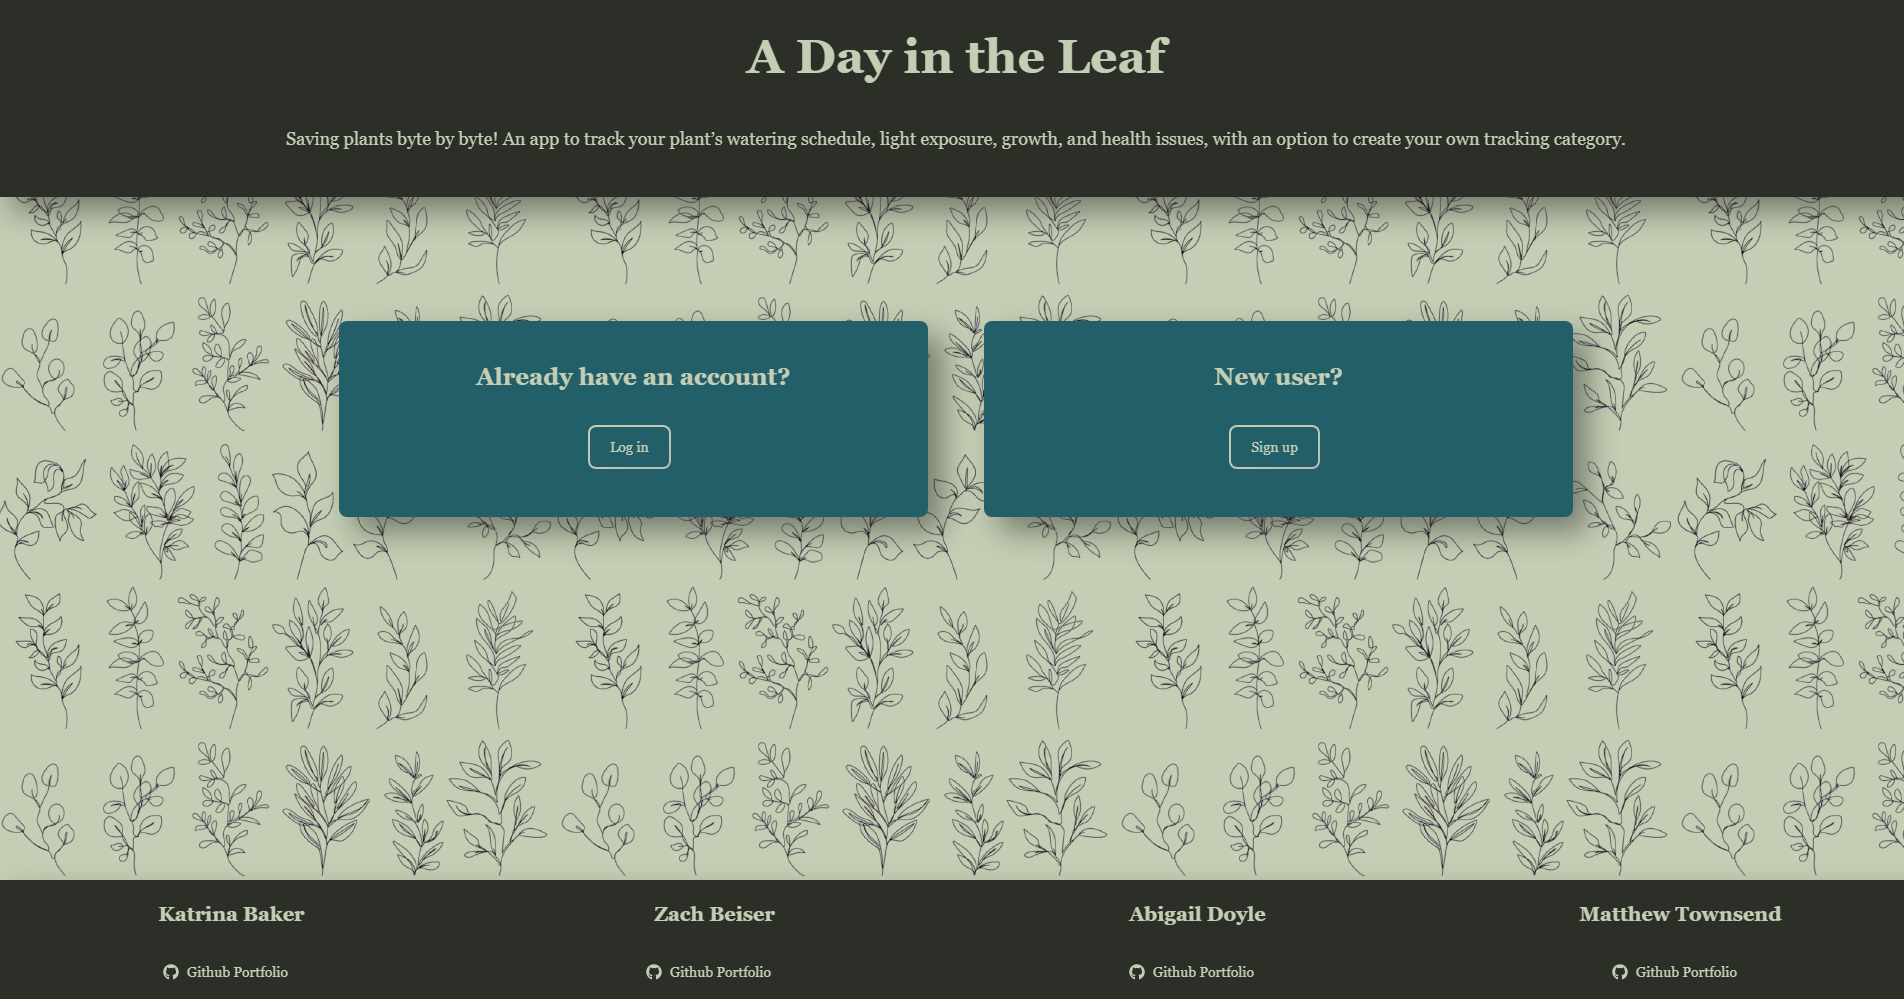 A Day in the Leaf
Saving plants byte by byte! An app to track your plant’s watering schedule, light exposure, growth, and health issues, with an option to create your own tracking category.
Already have an account?
Log in
New user?
Sign up
Katrina Baker
Github Portfolio
Zach Beiser
Github Portfolio
Abigail Doyle
Github Portfolio
Matthew Townsend
Github Portfolio